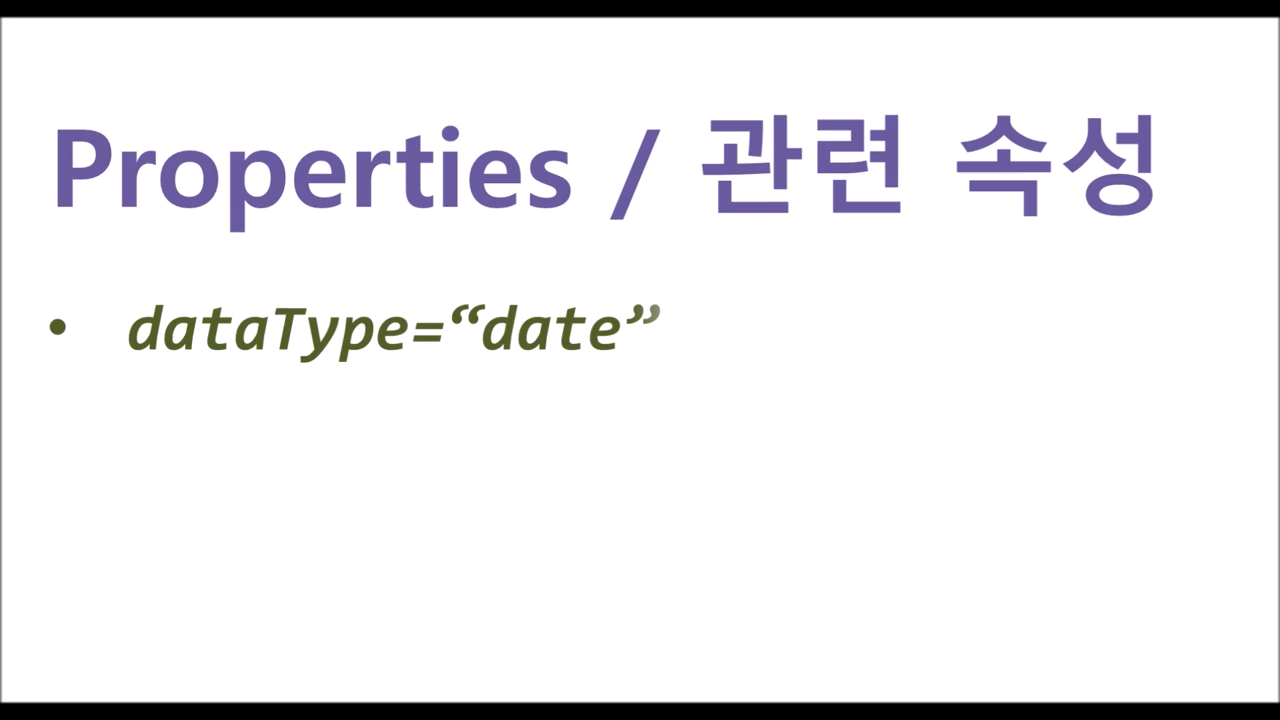 Properties / 관련 속성
• dataType=“date”